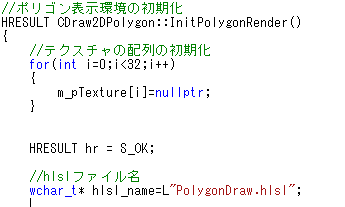 //ポリゴン表示環境の初期化
HRESULT CDraw2DPolygon::InitPolygonRender()
{
    //テクスチャの配列の初期化
    for(int i=0;i<32;i++)
    {
        m_pTexture[i]=nullptr;
    }

    HRESULT hr = S_OK;

    //hlslファイル名
    wchar_t* hlsl_name=L"PolygonDraw.hlsl";